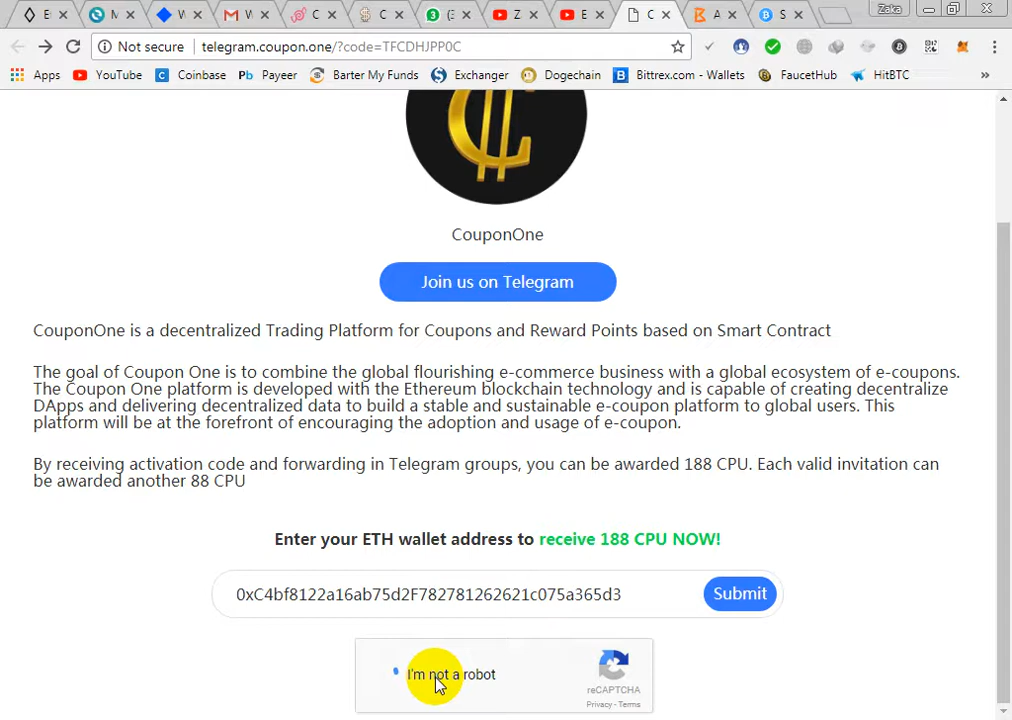 E
M
W
W
C
C
3
(
Z
E
C
A
S
Zaka
Not secure
telegram.coupon.one/?code=TFCDHJPP0C
Apps
YouTube
Coinbase
Pb Payeer
Barter My Funds
Exchanger
Dogechain
B Bittrex.com - Wallets
FaucetHub
HitBTC
»
CouponOne
Join us on Telegram
CouponOne is a decentralized Trading Platform for Coupons and Reward Points based on Smart Contract
The goal of Coupon One is to combine the global flourishing e-commerce business with a global ecosystem of e-coupons.
The Coupon One platform is developed with the Ethereum blockchain technology and is capable of creating decentralize
DApps and delivering decentralized data to build a stable and sustainable e-coupon platform to global users. This
platform will be at the forefront of encouraging the adoption and usage of e-coupon.
By receiving activation code and forwarding in Telegram groups, you can be awarded 188 CPU. Each valid invitation can
be awarded another 88 CPU
Enter your ETH wallet address to receive 188 CPU NOW!
0xC4bf8122a16ab75d2F782781262621c075a365d3
Submit
I'm not a robot
reCAPTCHA
Privacy - Terms